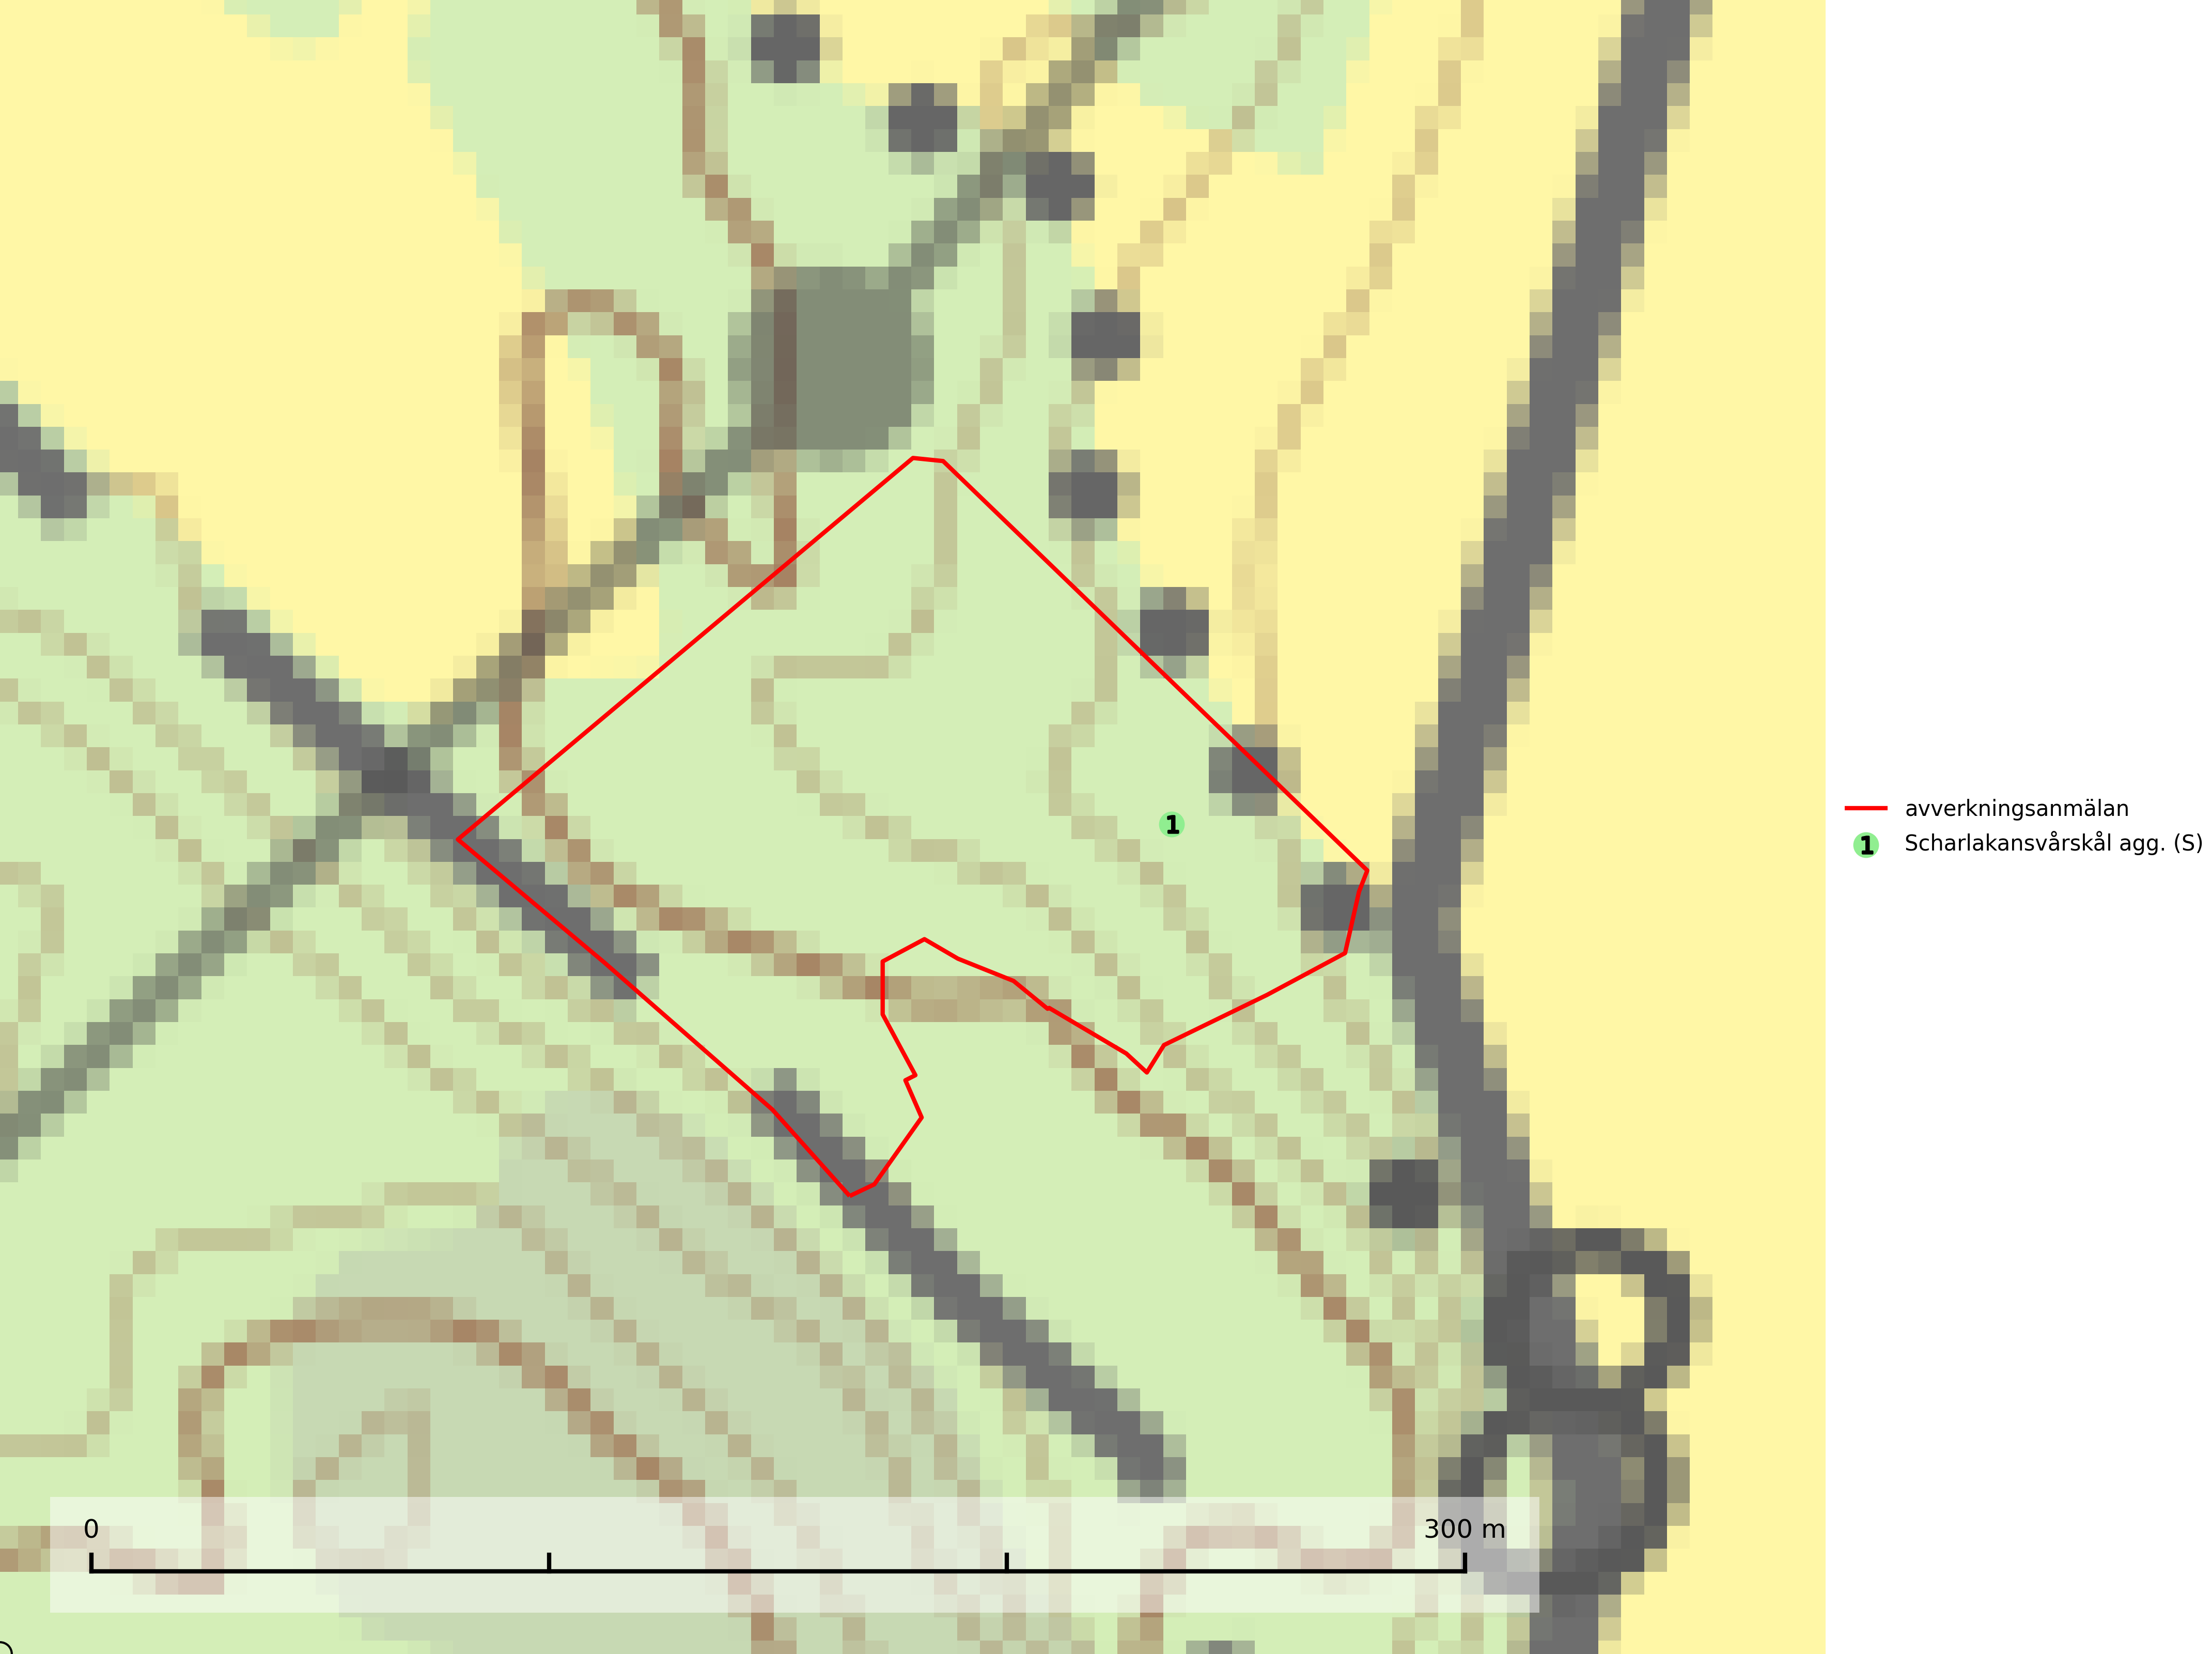 1
avverkningsanmälan
1 Scharlakansvårskål agg. (S)
0 300 m